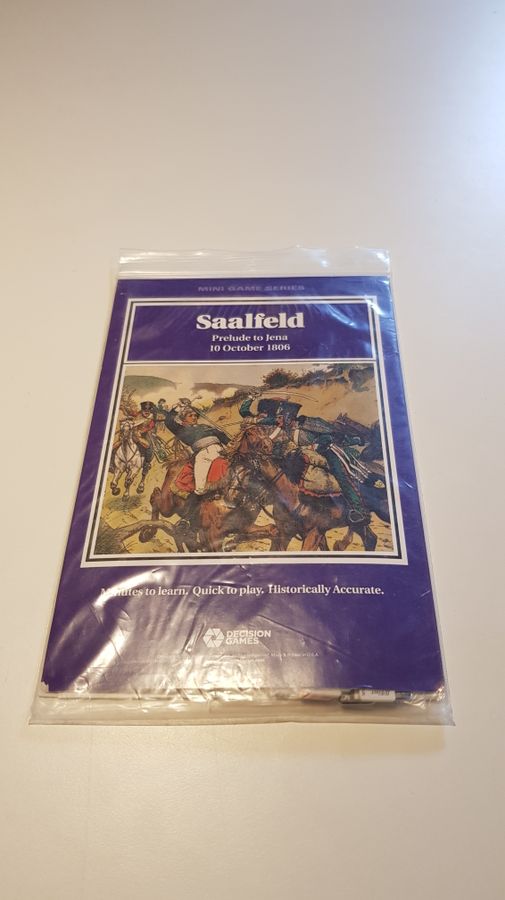 MINI GAME SERIES
Saalfeld
Prelude to Jena
10 October 1806
Minutes to learn. Quick to play. Historically Accurate.
DECISION
GAMES